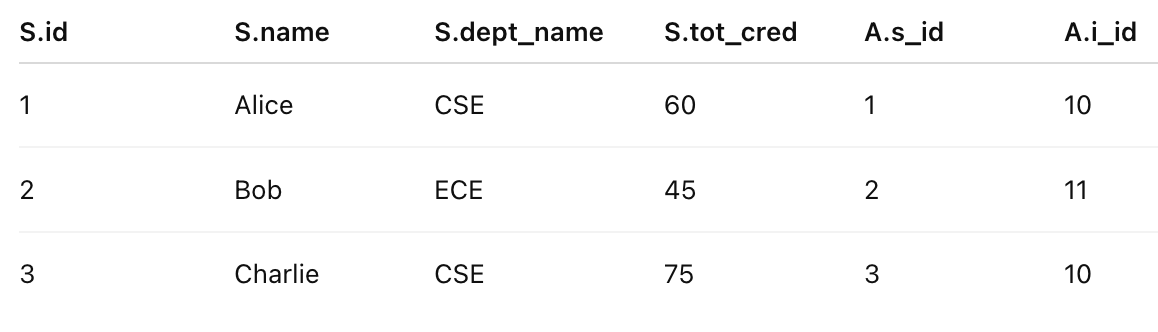 S.id S.name S.dept_name S.tot_cred A.s_id A.i_id
1 Alice CSE 60 1 10
2 Bob ECE 45 2 11
3 Charlie CSE 75 3 10